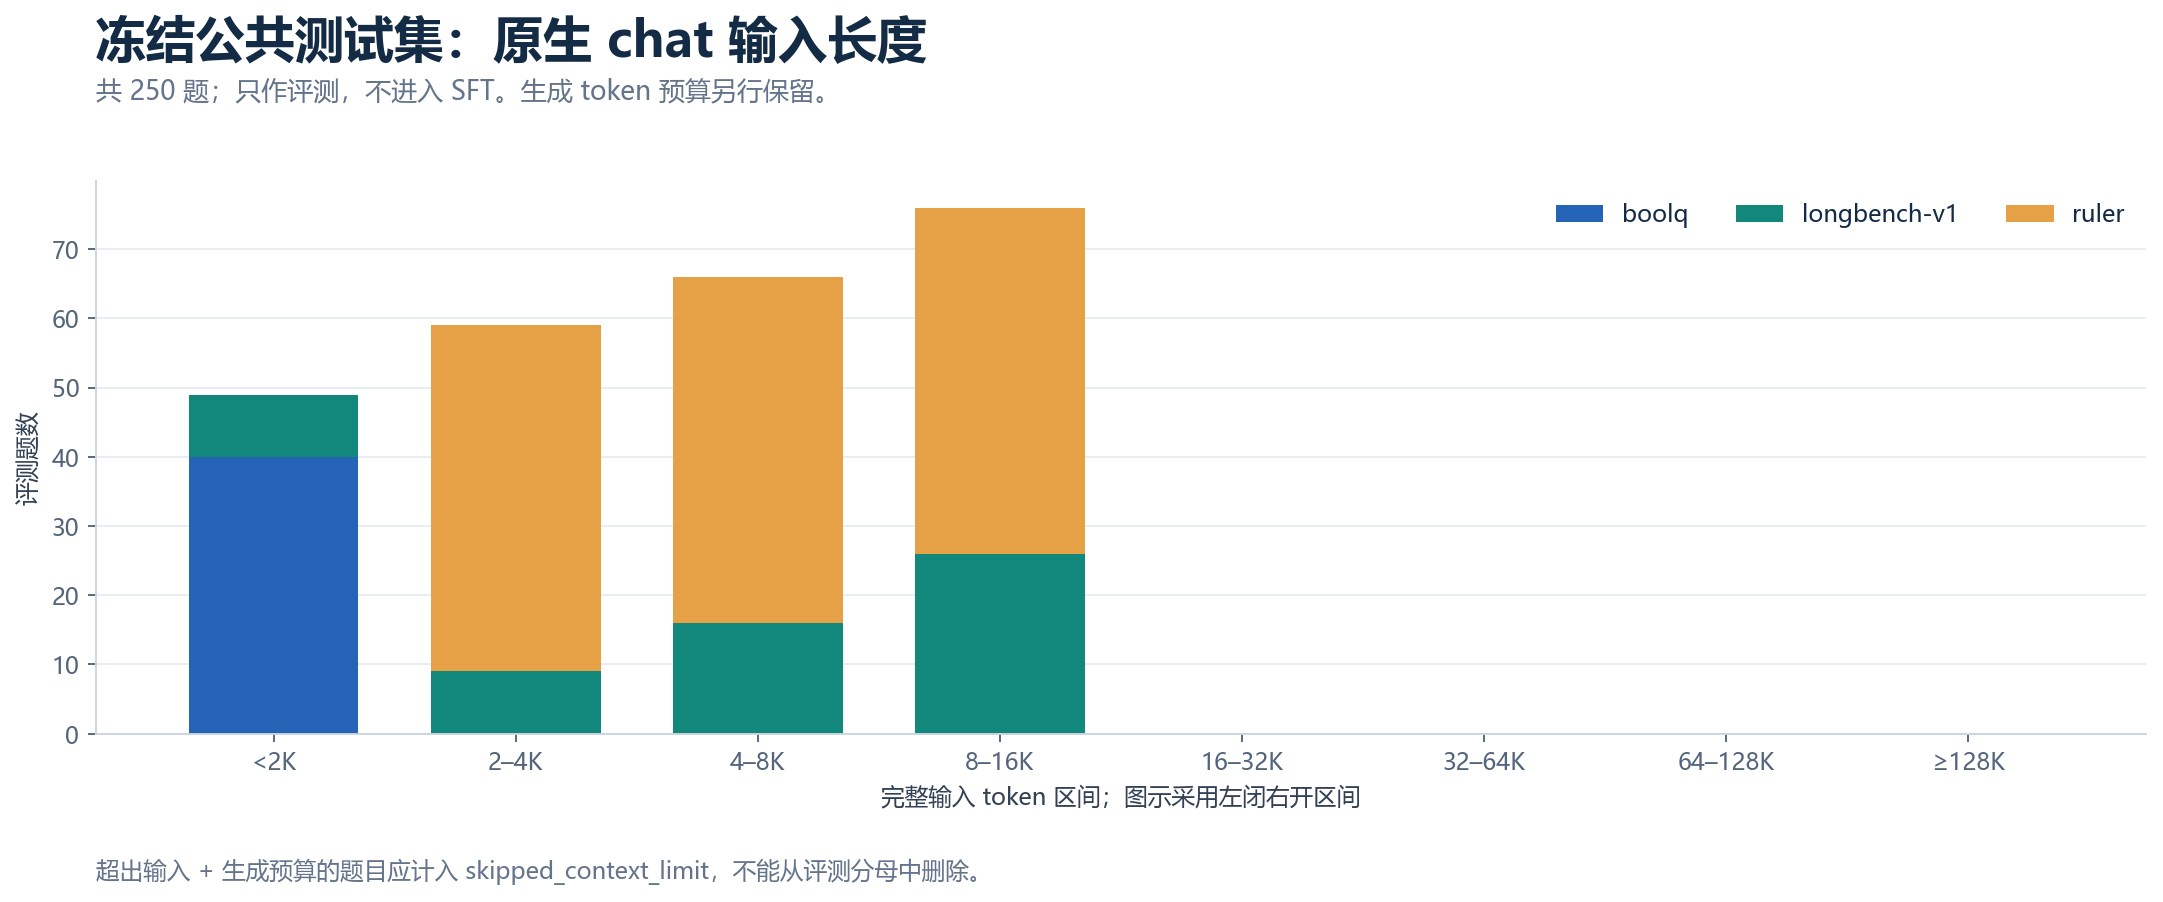 冻结公共测试集：原生 chat 输入长度
共 250 题；只作评测，不进入 SFT。生成 token 预算另行保留。
boolq
longbench-v1
ruler
评测题数
70
60
50
40
30
20
10
0
<2K
2–4K
4–8K
8–16K
16–32K
32–64K
64–128K
≥128K
完整输入 token 区间；图示采用左闭右开区间
超出输入 + 生成预算的题目应计入 skipped_context_limit，不能从评测分母中删除。